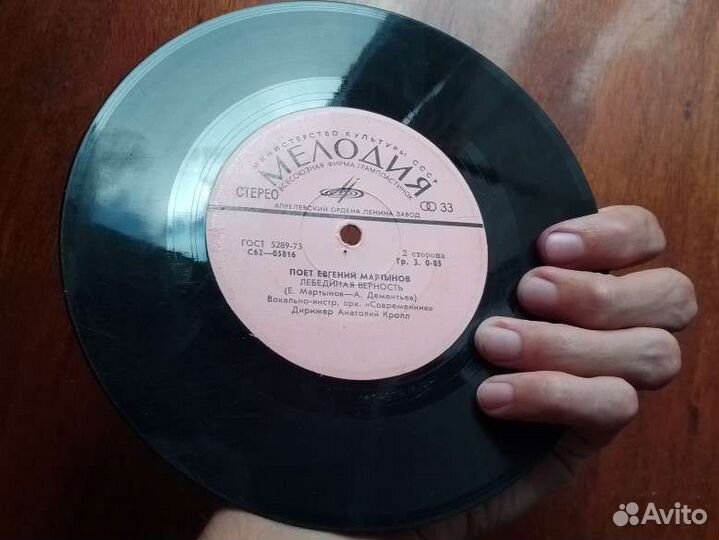 МИНИСТЕРСТВО КУЛЬТУРЫ СССР
МЕЛОДИЯ
ВСЕСОЮЗНАЯ ФИРМА ГРАМПЛАСТИНОК
СТЕРЕО
33
АПРЕЛЕВСКИЙ ОРДЕНА ЛЕНИНА ЗАВОД
ГОСТ 5289-73
С62—05816
2 сторона
Гр. 3. 0-85
ПОЕТ ЕВГЕНИЙ МАРТЫНОВ
ЛЕБЕДИНАЯ ВЕРНОСТЬ
(Е. Мартынов—А. Дементьев)
Вокально-инстр. орк. «Современник»
Дирижер Анатолий Кролл
Avito